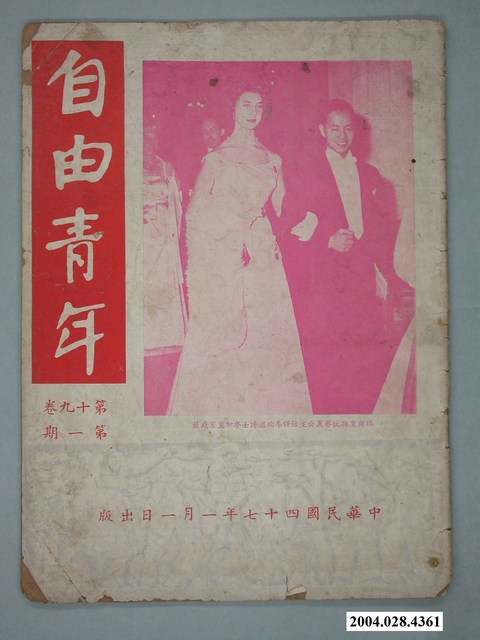 自由青年
第十九卷
第一期
中華民國四十七年一月一日出版
2004.028.4361